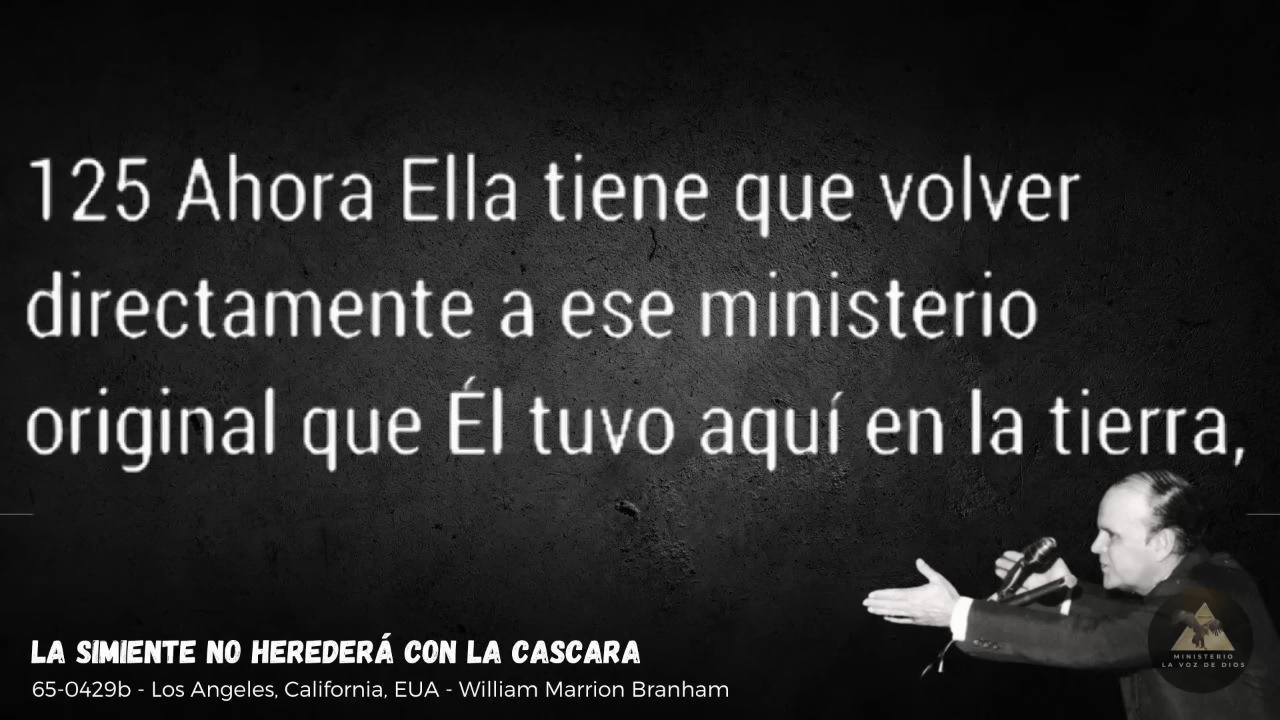 125 Ahora Ella tiene que volver
directamente a ese ministerio
original que Él tuvo aquí en la tierra,
LA SIMIENTE NO HEREDERÁ CON LA CASCARA
65-0429b - Los Angeles, California, EUA - William Marrion Branham
MINISTERIO
LA VOZ DE DIOS